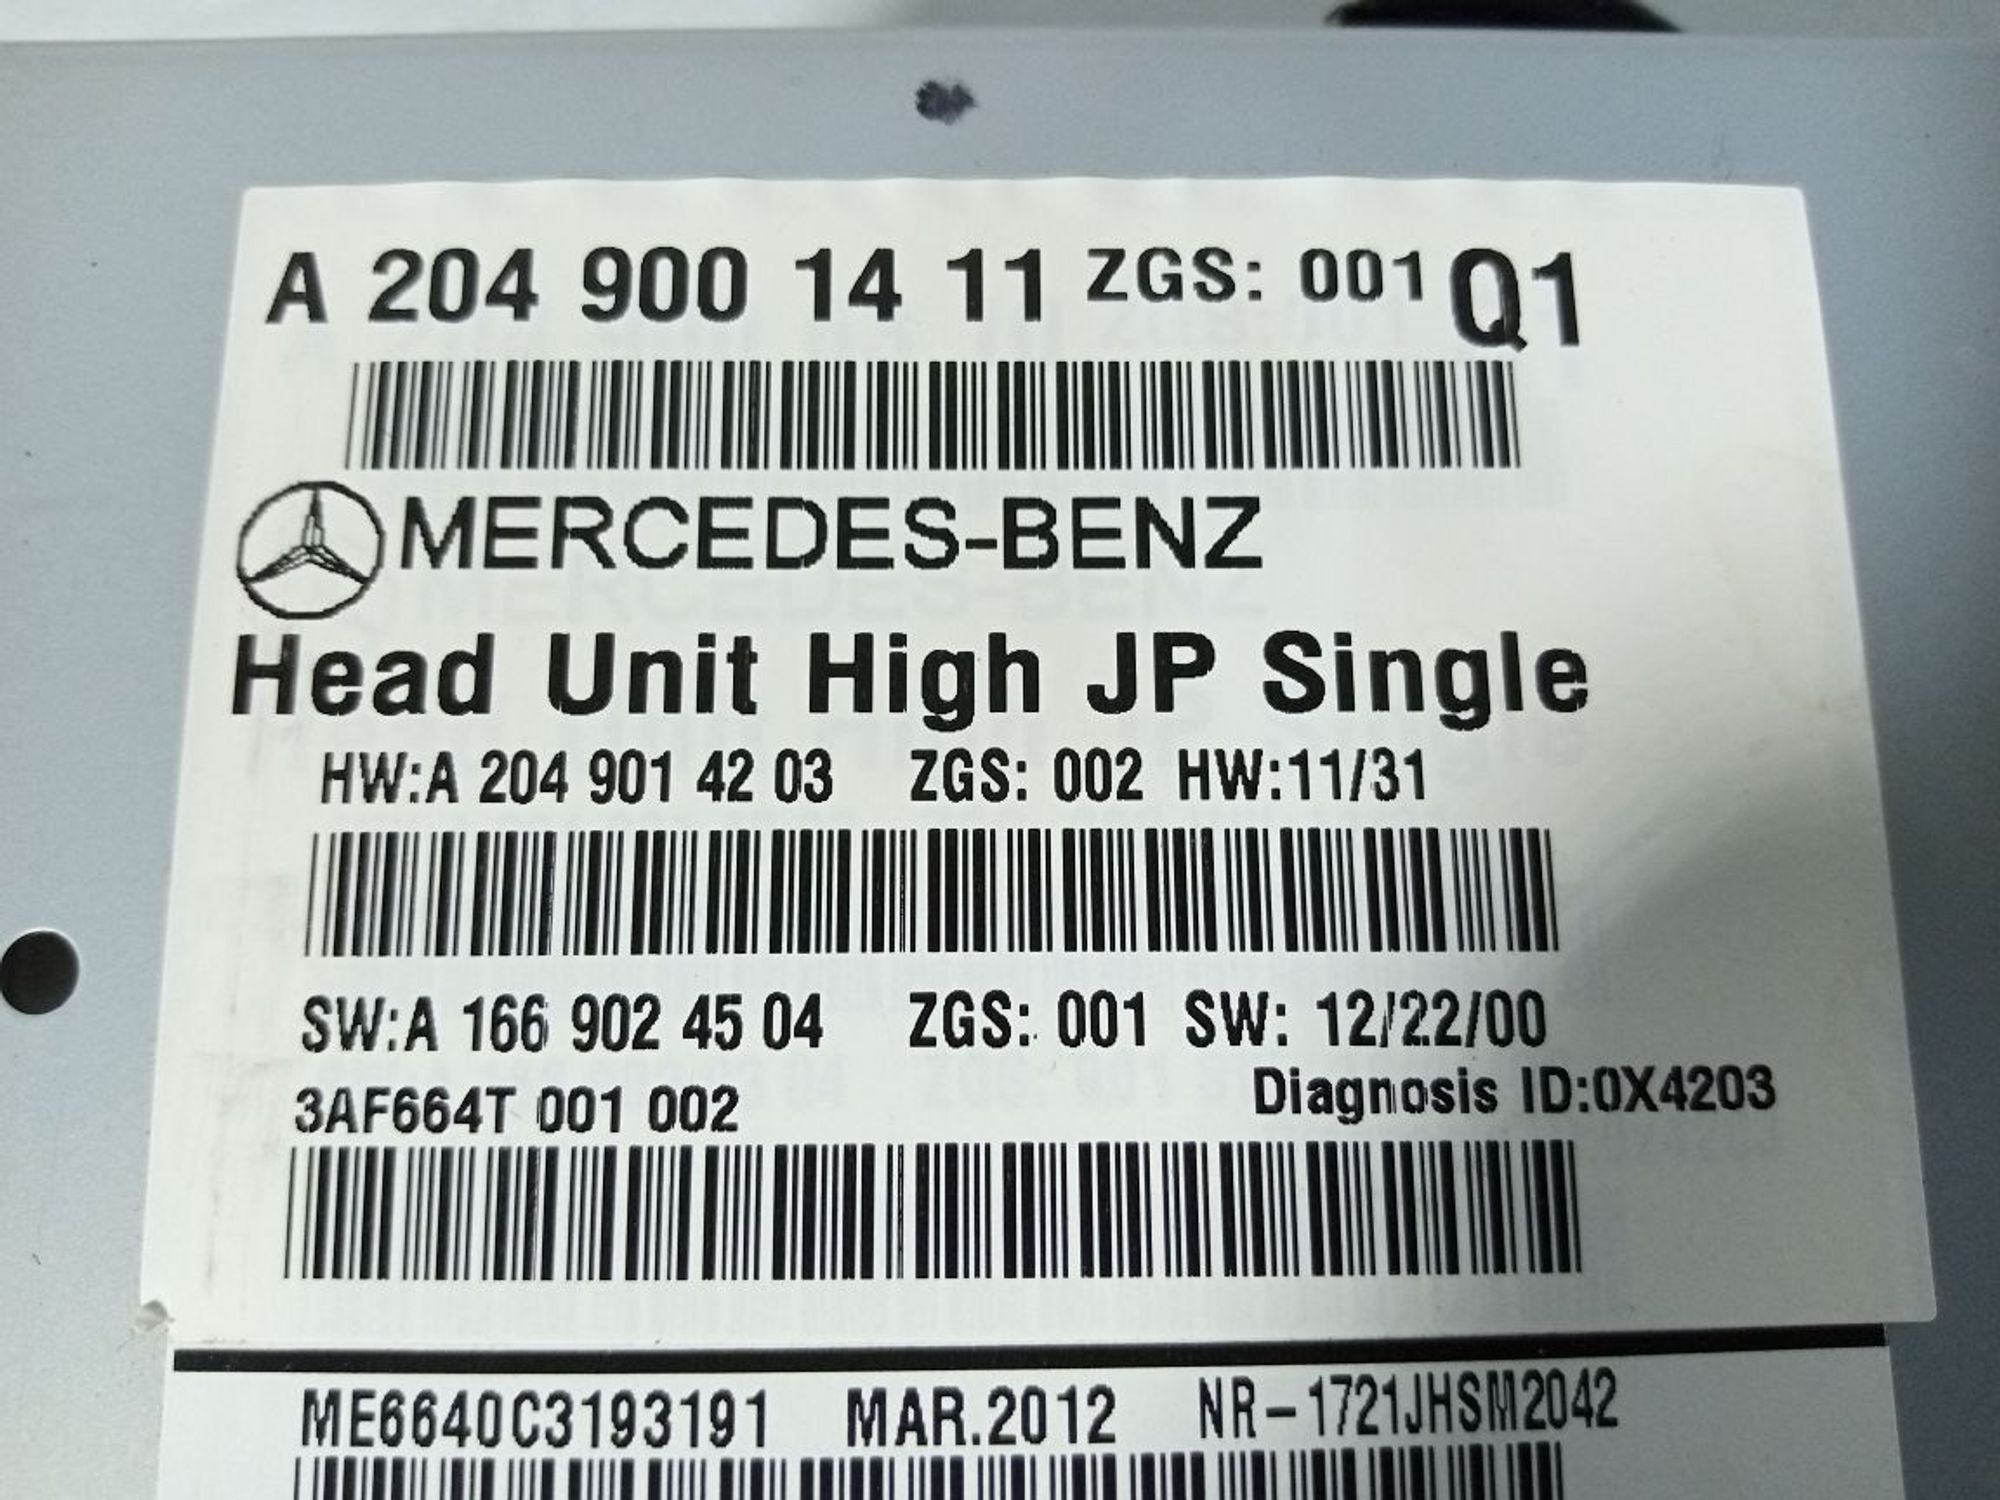 A 204 900 14 11 ZGS: 001 Q1
MERCEDES-BENZ
Head Unit High JP Single
HW:A 204 901 42 03 ZGS: 002 HW:11/31
SW:A 166 902 45 04 ZGS: 001 SW: 12/22/00
3AF664T 001 002 Diagnosis ID:0X4203
ME6640C3193191 MAR.2012 NR-1721JHSM2042